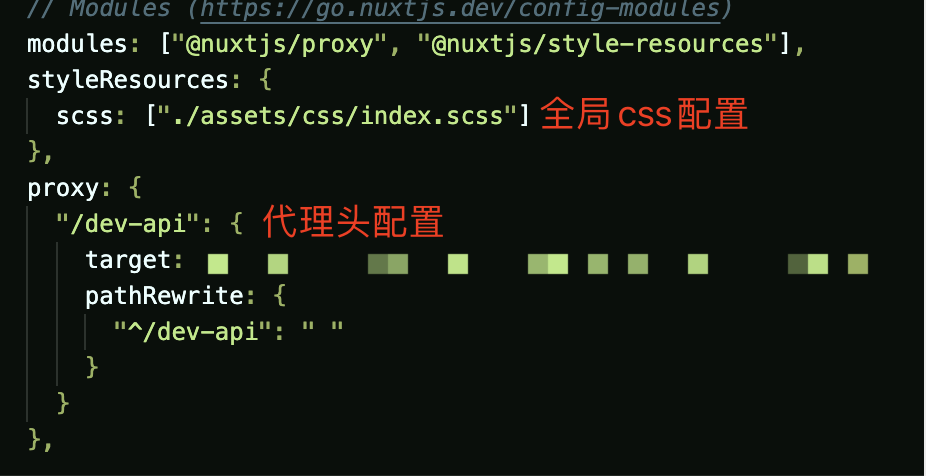 // Modules (https://go.nuxtjs.dev/config-modules)
modules: ["@nuxtjs/proxy", "@nuxtjs/style-resources"],
styleResources: {
scss: ["./assets/css/index.scss"] 全局css配置
},
proxy: {
"/dev-api": { 代理头配置
target:
pathRewrite: {
"^/dev-api": " "
}
}
},